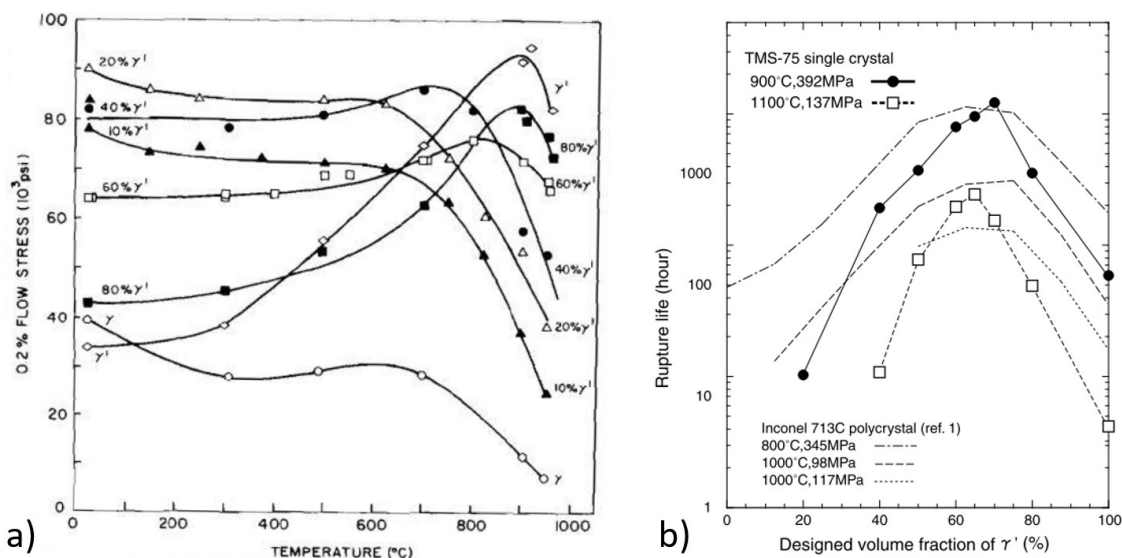 20% γ'
40% γ'
10% γ'
60% γ'
80% γ'
γ
γ'
γ'
80% γ'
60% γ'
40% γ'
20% γ'
10% γ'
γ
100
80
60
40
20
0
0.2% FLOW STRESS (10³psi)
0 200 400 600 800 1000
TEMPERATURE (°C)
a)
TMS-75 single crystal
900°C,392MPa
1100°C,137MPa
1000
100
10
1
Rupture life (hour)
Inconel 713C polycrystal (ref. 1)
800°C,345MPa
1000°C,98MPa
1000°C,117MPa
0 20 40 60 80 100
Designed volume fraction of γ' (%)
b)